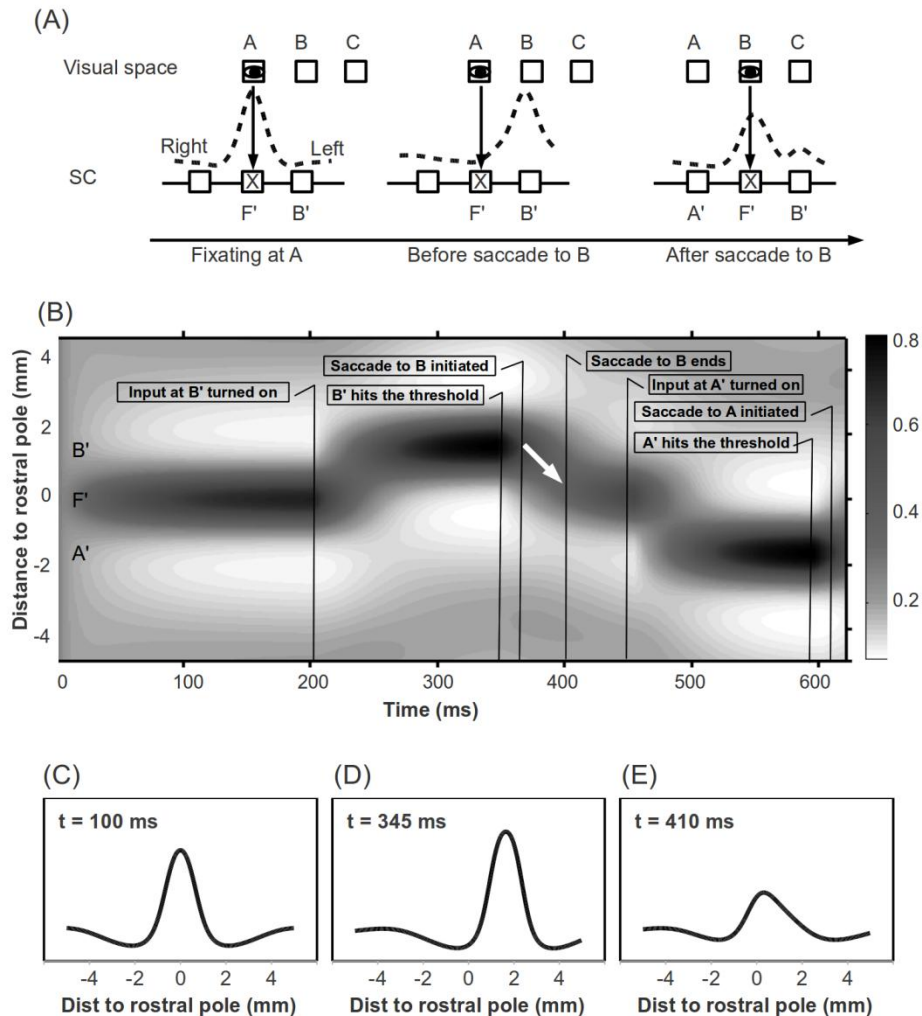 (A)
A B C
Visual space
Right Left
SC
X
F' B'
Fixating at A
A B C
X
F' B'
Before saccade to B
A B C
X
A' F' B'
After saccade to B
(B)
Distance to rostral pole (mm)
4
2
0
-2
-4
B'
F'
A'
Input at B' turned on
Saccade to B initiated
B' hits the threshold
Saccade to B ends
Input at A' turned on
Saccade to A initiated
A' hits the threshold
0.8
0.6
0.4
0.2
0 100 200 300 400 500 600
Time (ms)
(C)
t = 100 ms
-4 -2 0 2 4
Dist to rostral pole (mm)
(D)
t = 345 ms
-4 -2 0 2 4
Dist to rostral pole (mm)
(E)
t = 410 ms
-4 -2 0 2 4
Dist to rostral pole (mm)